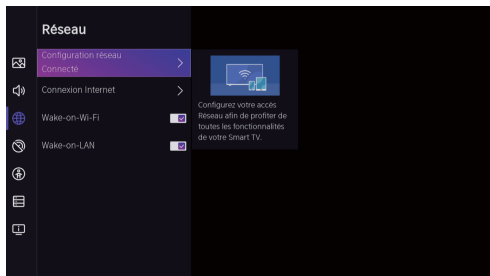 Réseau
Configuration réseau
Connecté
Connexion Internet
Wake-on-Wi-Fi
Wake-on-LAN
Configurez votre accès
Réseau afin de profiter de
toutes les fonctionnalités
de votre Smart TV.